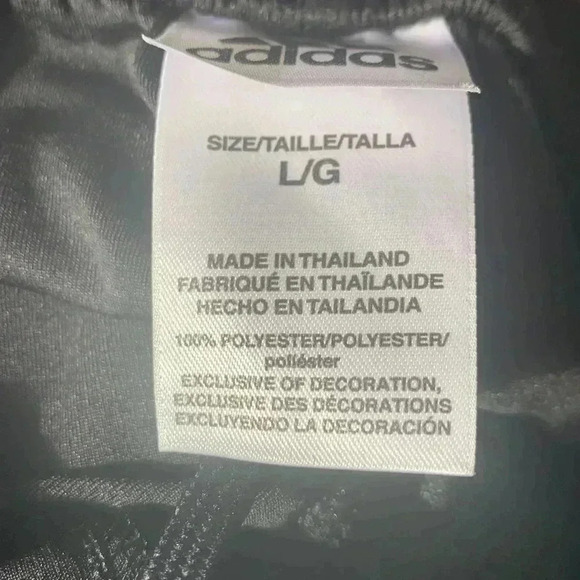 adidas
SIZE/TAILLE/TALLA
L/G
MADE IN THAILAND
FABRIQUÉ EN THAÏLANDE
HECHO EN TAILANDIA
100% POLYESTER/POLYESTER/
poliéster
EXCLUSIVE OF DECORATION,
EXCLUSIVE DES DÉCORATIONS
EXCLUYENDO LA DECORACIÓN